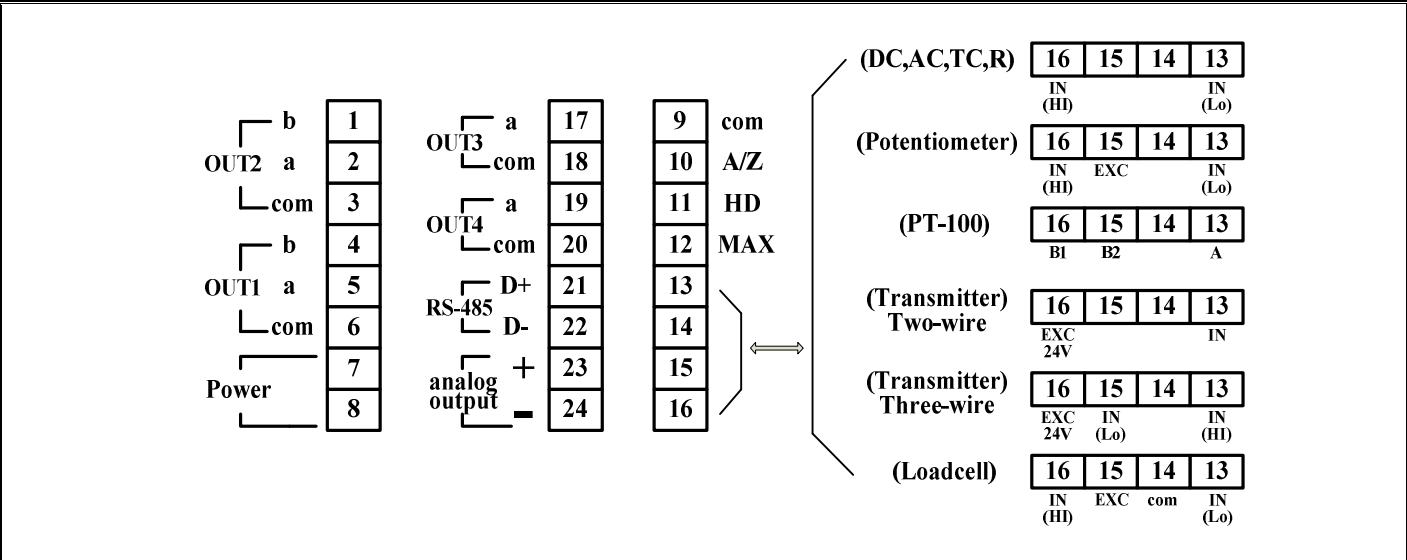 b 1
OUT2 a 2
com 3
b 4
OUT1 a 5
com 6
Power 7
8
OUT3 a 17
com 18
OUT4 a 19
com 20
RS-485 D+ 21
D- 22
analog output + 23
- 24
9 com
10 A/Z
11 HD
12 MAX
13
14
15
16
(DC,AC,TC,R) 16 15 14 13
IN IN
(HI) (Lo)
(Potentiometer) 16 15 14 13
IN EXC IN
(HI) (Lo)
(PT-100) 16 15 14 13
B1 B2 A
(Transmitter)
Two-wire 16 15 14 13
EXC IN
24V
(Transmitter)
Three-wire 16 15 14 13
EXC IN IN
24V (Lo) (HI)
(Loadcell) 16 15 14 13
IN EXC com IN
(HI) (Lo)